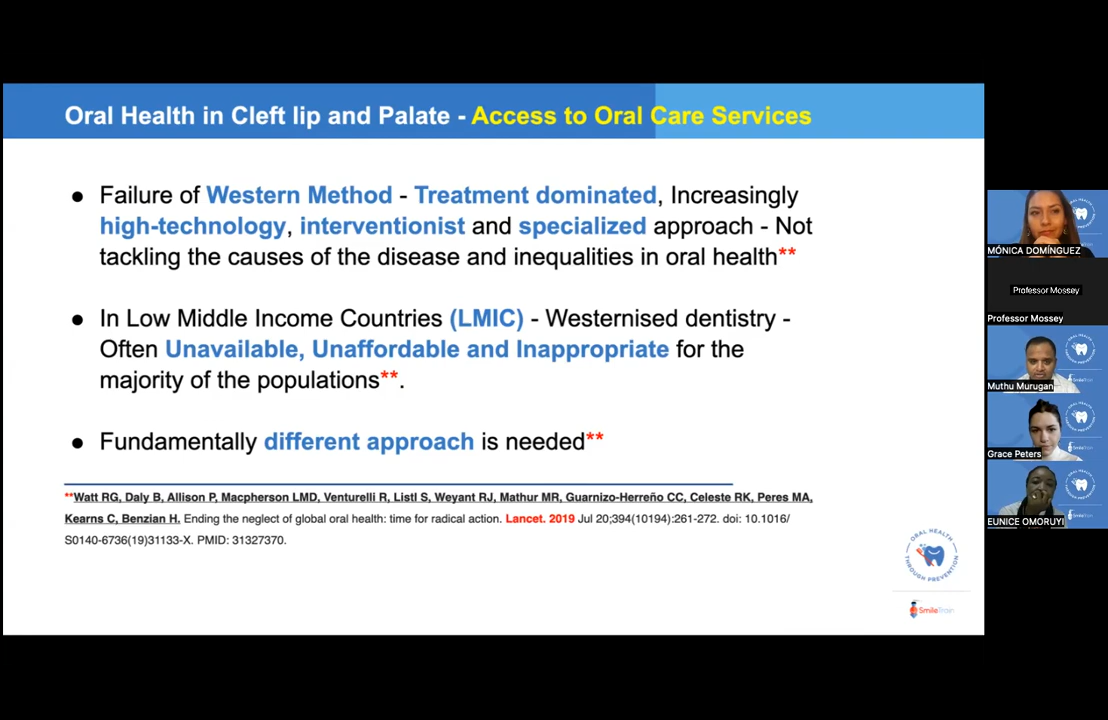 Oral Health in Cleft lip and Palate - Access to Oral Care Services
● Failure of Western Method - Treatment dominated, Increasingly
high-technology, interventionist and specialized approach - Not
tackling the causes of the disease and inequalities in oral health**
● In Low Middle Income Countries (LMIC) - Westernised dentistry -
Often Unavailable, Unaffordable and Inappropriate for the
majority of the populations**.
● Fundamentally different approach is needed**
**Watt RG, Daly B, Allison P, Macpherson LMD, Venturelli R, Listl S, Weyant RJ, Mathur MR, Guarnizo-Herreño CC, Celeste RK, Peres MA,
Kearns C, Benzian H. Ending the neglect of global oral health: time for radical action. Lancet. 2019 Jul 20;394(10194):261-272. doi: 10.1016/
S0140-6736(19)31133-X. PMID: 31327370.
ORAL HEALTH
THROUGH PREVENTION
SmileTrain
MÓNICA DOMÍNGUEZ
Professor Mossey
Professor Mossey
Muthu Murugan
SmileTrain
Grace Peters
EUNICE OMORUYI